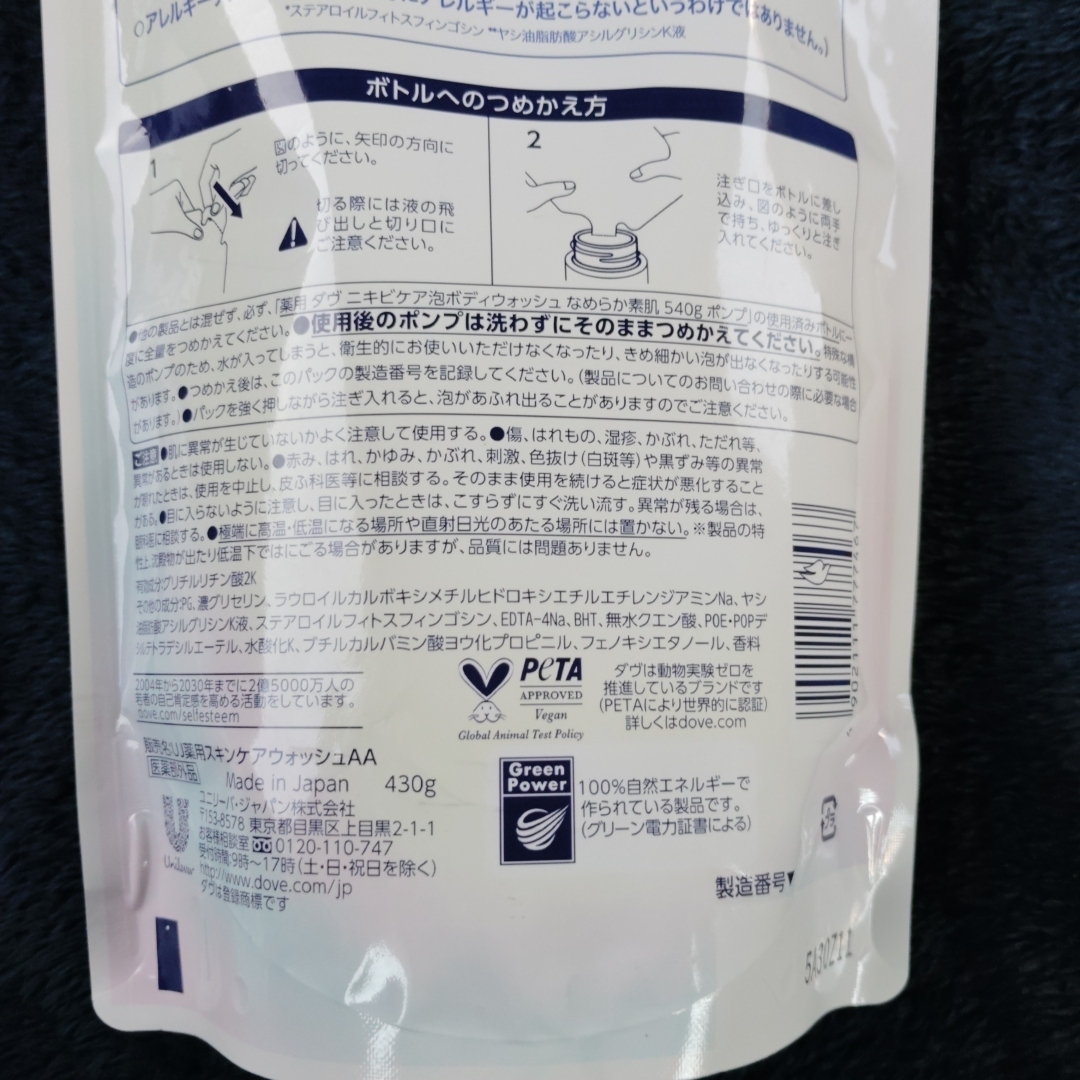 ○アレルギー アレルギーが起こらないというわけではありません。)
*ステアロイルフィトスフィンゴシン **ヤシ油脂肪酸アシルグリシンK液
ボトルへのつめかえ方
1
図のように、矢印の方向に
切ってください。
切る際には液の飛
び出しと切り口に
ご注意ください。
2
注ぎ口をボトルに差し
込み、図のように両手
で持ち、ゆっくりと注ぎ
入れてください。
●他の製品とは混ぜず、必ず、「薬用 ダヴ ニキビケア泡ボディウォッシュ なめらか素肌 540g ポンプ」の使用済みボトルに一
度に全量をつめかえてください。●使用後のポンプは洗わずにそのままつめかえてください。特殊な構
造のポンプのため、水が入ってしまうと、衛生的にお使いいただけなくなったり、きめ細かい泡が出なくなったりする可能性
があります。●つめかえ後は、このパックの製造番号を記録してください。(製品についてのお問い合わせの際に必要な場合
があります。)●パックを強く押しながら注ぎ入れると、泡があふれ出ることがありますのでご注意ください。
ご注意 ●肌に異常が生じていないかよく注意して使用する。●傷、はれもの、湿疹、かぶれ、ただれ等、
異常があるときは使用しない。●赤み、はれ、かゆみ、かぶれ、刺激、色抜け(白斑等)や黒ずみ等の異常
が現れたときは、使用を中止し、皮ふ科医等に相談する。そのまま使用を続けると症状が悪化すること
がある。●目に入らないように注意し、目に入ったときは、こすらずにすぐ洗い流す。異常が残る場合は、
眼科医に相談する。●極端に高温・低温になる場所や直射日光のあたる場所には置かない。※製品の特
性上、沈殿物が出たり低温下ではにごる場合がありますが、品質には問題ありません。
有効成分:グリチルリチン酸2K
その他の成分:PG、濃グリセリン、ラウロイルカルボキシメチルヒドロキシエチルエチレンジアミンNa、ヤシ
油脂肪酸アシルグリシンK液、ステアロイルフィトスフィンゴシン、EDTA-4Na、BHT、無水クエン酸、POE・POPデ
シルテトラデシルエーテル、水酸化K、ブチルカルバミン酸ヨウ化プロピニル、フェノキシエタノール、香料
2004年から2030年までに2億5000万人の
若者の自己肯定感を高める活動をしています。
dove.com/selfesteem
PETA
APPROVED
Vegan
Global Animal Test Policy
ダヴは動物実験ゼロを
推進しているブランドです
(PETAにより世界的に認証)
詳しくはdove.com
販売名:UJ薬用スキンケアウォッシュAA
医薬部外品
Made in Japan 430g
Unilever
ユニリーバ・ジャパン株式会社
〒153-8578 東京都目黒区上目黒2-1-1
お客様相談室 0120-110-747
受付時間:9時~17時(土・日・祝日を除く)
http://www.dove.com/jp
ダヴは登録商標です
Green
Power
100%自然エネルギーで
作られている製品です。
(グリーン電力証書による)
製造番号▼
5A30Z11